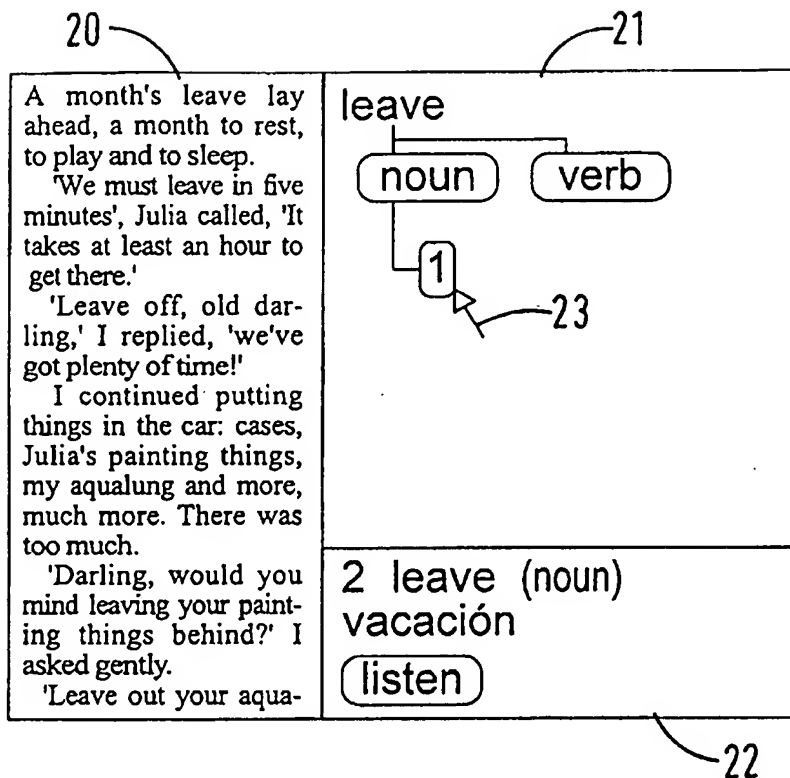 20
21
A month's leave lay
ahead, a month to rest,
to play and to sleep.
'We must leave in five
minutes', Julia called, 'It
takes at least an hour to
get there.'
'Leave off, old dar-
ling,' I replied, 'we've
got plenty of time!'
I continued putting
things in the car: cases,
Julia's painting things,
my aqualung and more,
much more. There was
too much.
'Darling, would you
mind leaving your paint-
ing things behind?' I
asked gently.
'Leave out your aqua-
leave
noun
verb
1
23
2 leave (noun)
vacación
listen
22